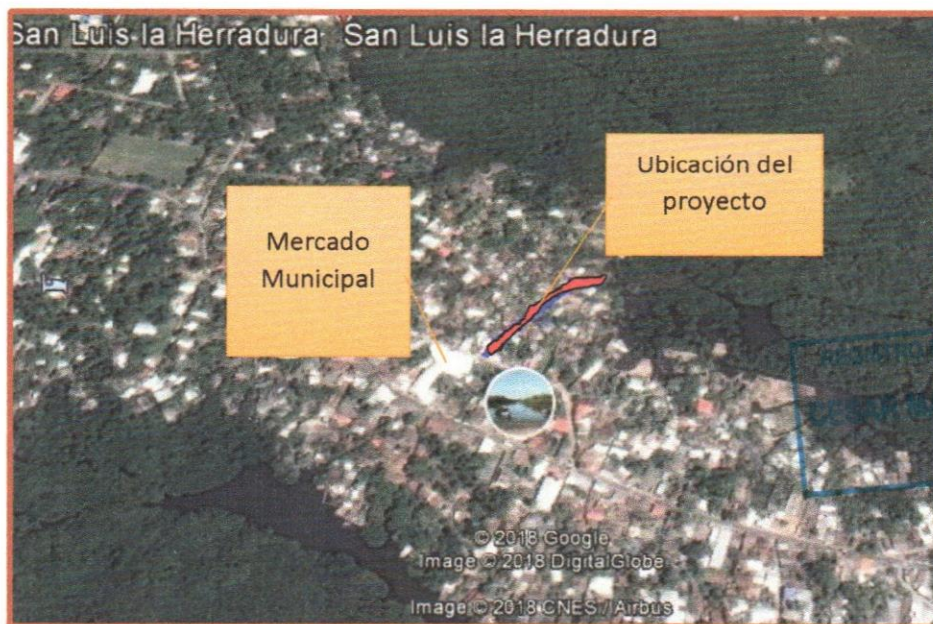 San Luis la Herradura San Luis la Herradura
Ubicación del
proyecto
Mercado
Municipal
© 2018 Google
Image © 2018 DigitalGlobe
Image © 2018 CNES / Airbus